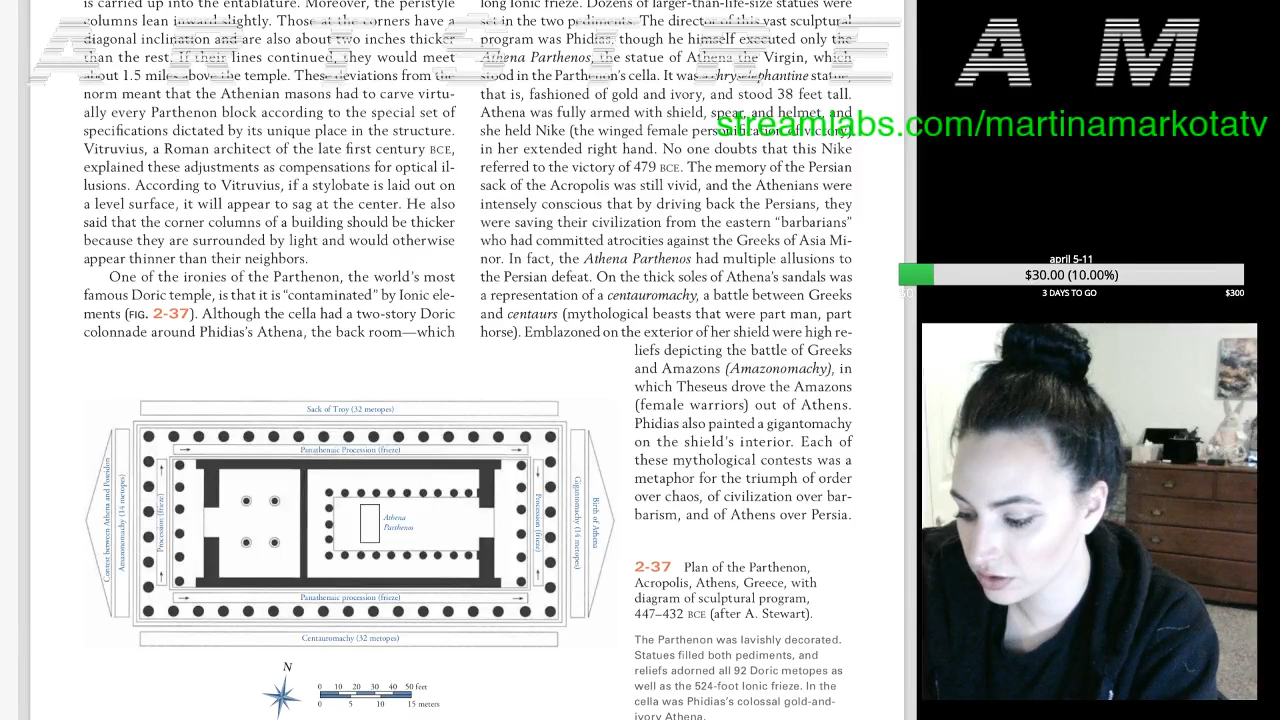 is carried up into the entablature. Moreover, the peristyle
columns lean inward slightly. Those at the corners have a
diagonal inclination and are also about two inches thicker
than the rest. If their lines continued, they would meet
about 1.5 miles above the temple. These deviations from the
norm meant that the Athenian masons had to carve virtu-
ally every Parthenon block according to the special set of
specifications dictated by its unique place in the structure.
Vitruvius, a Roman architect of the late first century BCE,
explained these adjustments as compensations for optical il-
lusions. According to Vitruvius, if a stylobate is laid out on
a level surface, it will appear to sag at the center. He also
said that the corner columns of a building should be thicker
because they are surrounded by light and would otherwise
appear thinner than their neighbors.
One of the ironies of the Parthenon, the world's most
famous Doric temple, is that it is "contaminated" by Ionic ele-
ments (FIG. 2-37). Although the cella had a two-story Doric
colonnade around Phidias's Athena, the back room—which
long Ionic frieze. Dozens of larger-than-life-size statues were
set in the two pediments. The director of this vast sculptural
program was Phidias, though he himself executed only the
Athena Parthenos, the statue of Athena the Virgin, which
stood in the Parthenon's cella. It was a chryselephantine statue,
that is, fashioned of gold and ivory, and stood 38 feet tall.
Athena was fully armed with shield, spear, and helmet, and
she held Nike (the winged female personification of victory)
in her extended right hand. No one doubts that this Nike
referred to the victory of 479 BCE. The memory of the Persian
sack of the Acropolis was still vivid, and the Athenians were
intensely conscious that by driving back the Persians, they
were saving their civilization from the eastern "barbarians"
who had committed atrocities against the Greeks of Asia Mi-
nor. In fact, the Athena Parthenos had multiple allusions to
the Persian defeat. On the thick soles of Athena's sandals was
a representation of a centauromachy, a battle between Greeks
and centaurs (mythological beasts that were part man, part
horse). Emblazoned on the exterior of her shield were high re-
liefs depicting the battle of Greeks
and Amazons (Amazonomachy), in
which Theseus drove the Amazons
(female warriors) out of Athens.
Phidias also painted a gigantomachy
on the shield's interior. Each of
these mythological contests was a
metaphor for the triumph of order
over chaos, of civilization over bar-
barism, and of Athens over Persia.
Sack of Troy (32 metopes)
Panathenaic Procession (frieze)
Contest between Athena and Poseidon
Amazonomachy (14 metopes)
Procession (frieze)
Athena
Parthenos
Procession (frieze)
Gigantomachy (14 metopes)
Birth of Athena
Panathenaic procession (frieze)
Centauromachy (32 metopes)
N
0 10 20 30 40 50 feet
0 5 10 15 meters
2-37 Plan of the Parthenon,
Acropolis, Athens, Greece, with
diagram of sculptural program,
447–432 BCE (after A. Stewart).
The Parthenon was lavishly decorated.
Statues filled both pediments, and
reliefs adorned all 92 Doric metopes as
well as the 524-foot Ionic frieze. In the
cella was Phidias's colossal gold-and-
ivory Athena.
A M
streamlabs.com/martinamarkotatv
april 5-11
$30.00 (10.00%)
$0 3 DAYS TO GO $300